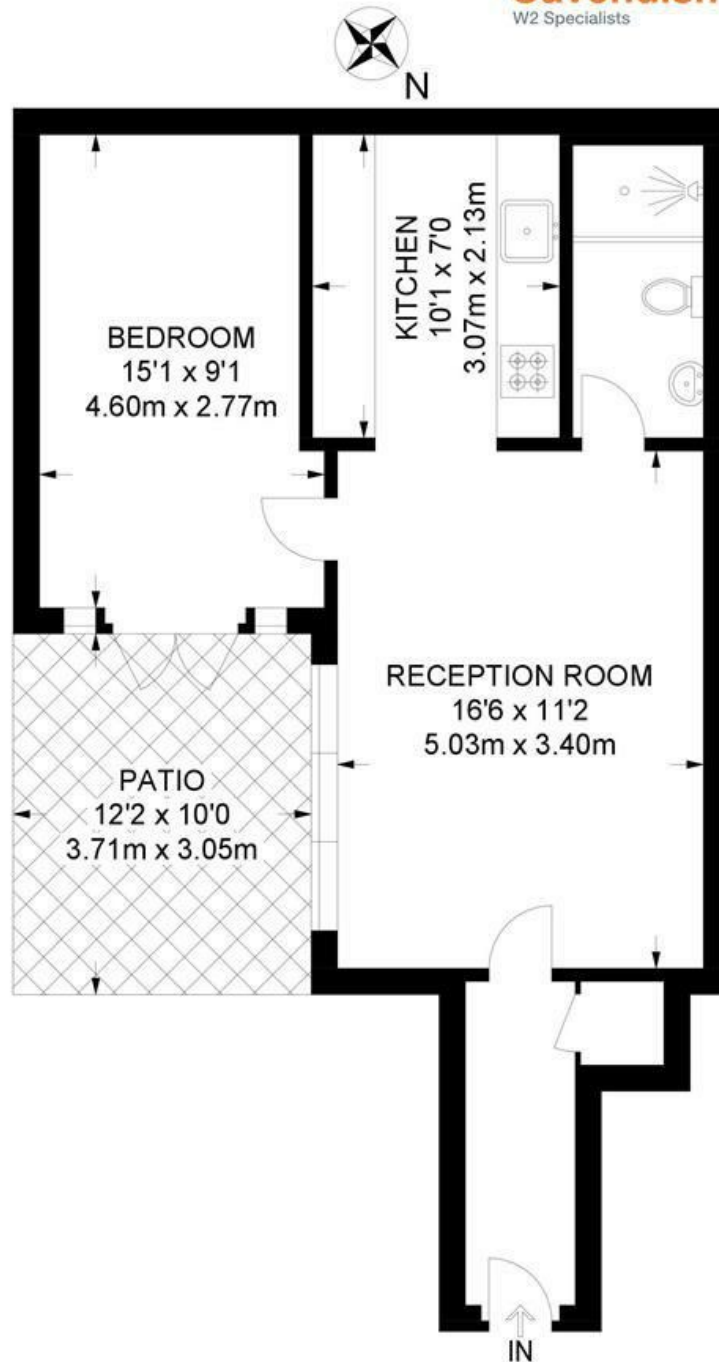 W2 Specialists
N
BEDROOM
15'1 x 9'1
4.60m x 2.77m
KITCHEN
10'1 x 7'0
3.07m x 2.13m
RECEPTION ROOM
16'6 x 11'2
5.03m x 3.40m
PATIO
12'2 x 10'0
3.71m x 3.05m
IN